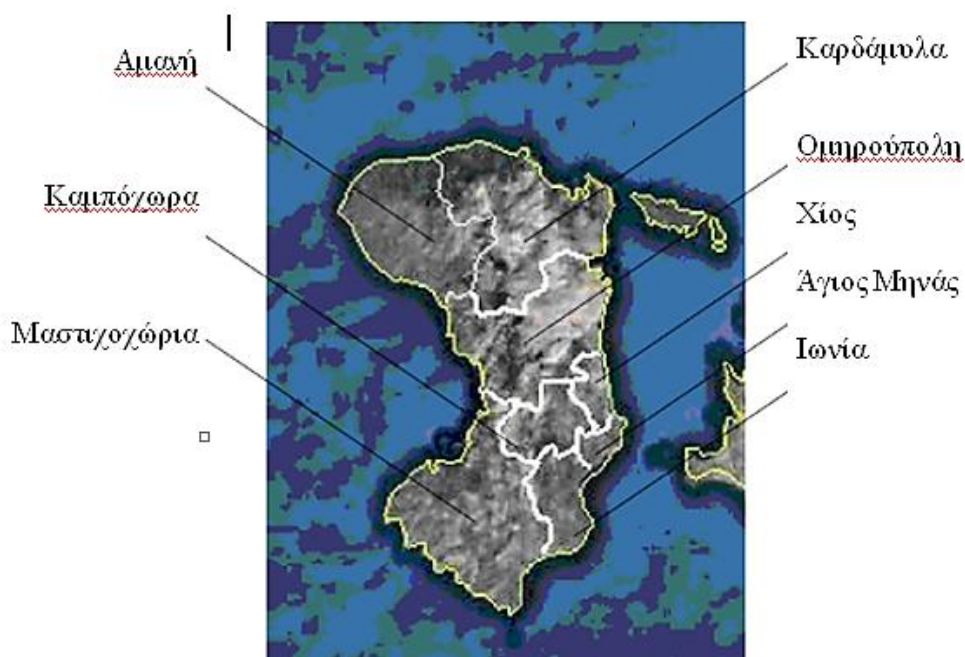 Αμανή
Καμπόχωρα
Μαστιχοχώρια
Καρδάμυλα
Ομηρούπολη
Χίος
Άγιος Μηνάς
Ιωνία